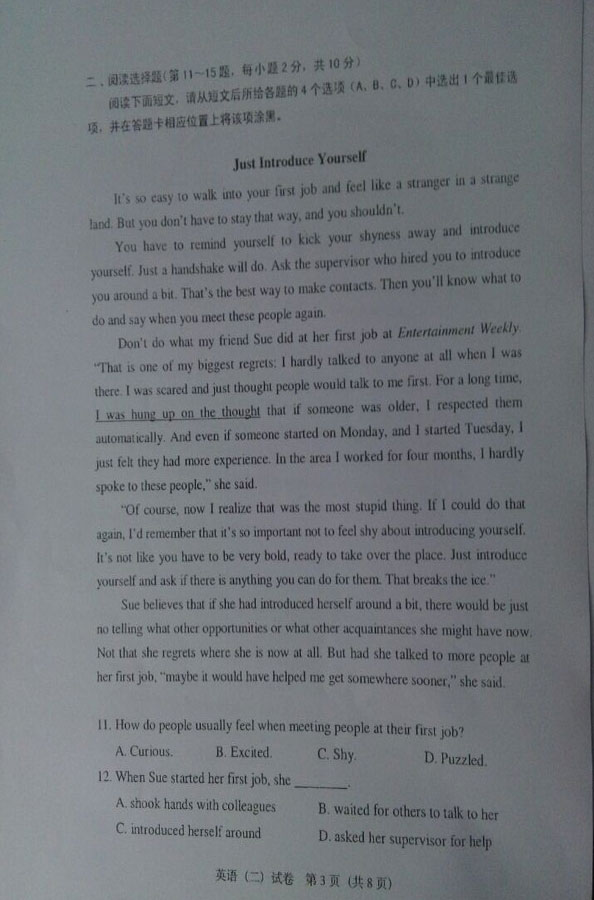 二、阅读选择题(第11~15题，每小题2分，共10分)
阅读下面短文，请从短文后所给各题的4个选项(A、B、C、D)中选出1个最佳选
项，并在答题卡相应位置上将该项涂黑。
Just Introduce Yourself
It's so easy to walk into your first job and feel like a stranger in a strange
land. But you don't have to stay that way, and you shouldn't.
You have to remind yourself to kick your shyness away and introduce
yourself. Just a handshake will do. Ask the supervisor who hired you to introduce
you around a bit. That's the best way to make contacts. Then you'll know what to
do and say when you meet these people again.
Don't do what my friend Sue did at her first job at Entertainment Weekly.
"That is one of my biggest regrets: I hardly talked to anyone at all when I was
there. I was scared and just thought people would talk to me first. For a long time,
I was hung up on the thought that if someone was older, I respected them
automatically. And even if someone started on Monday, and I started Tuesday, I
just felt they had more experience. In the area I worked for four months, I hardly
spoke to these people," she said.
"Of course, now I realize that was the most stupid thing. If I could do that
again, I'd remember that it's so important not to feel shy about introducing yourself.
It's not like you have to be very bold, ready to take over the place. Just introduce
yourself and ask if there is anything you can do for them. That breaks the ice."
Sue believes that if she had introduced herself around a bit, there would be just
no telling what other opportunities or what other acquaintances she might have now.
Not that she regrets where she is now at all. But had she talked to more people at
her first job, "maybe it would have helped me get somewhere sooner," she said.
11. How do people usually feel when meeting people at their first job?
A. Curious. B. Excited. C. Shy. D. Puzzled.
12. When Sue started her first job, she ________.
A. shook hands with colleagues B. waited for others to talk to her
C. introduced herself around D. asked her supervisor for help
英语（二）试卷 第3页（共8页）